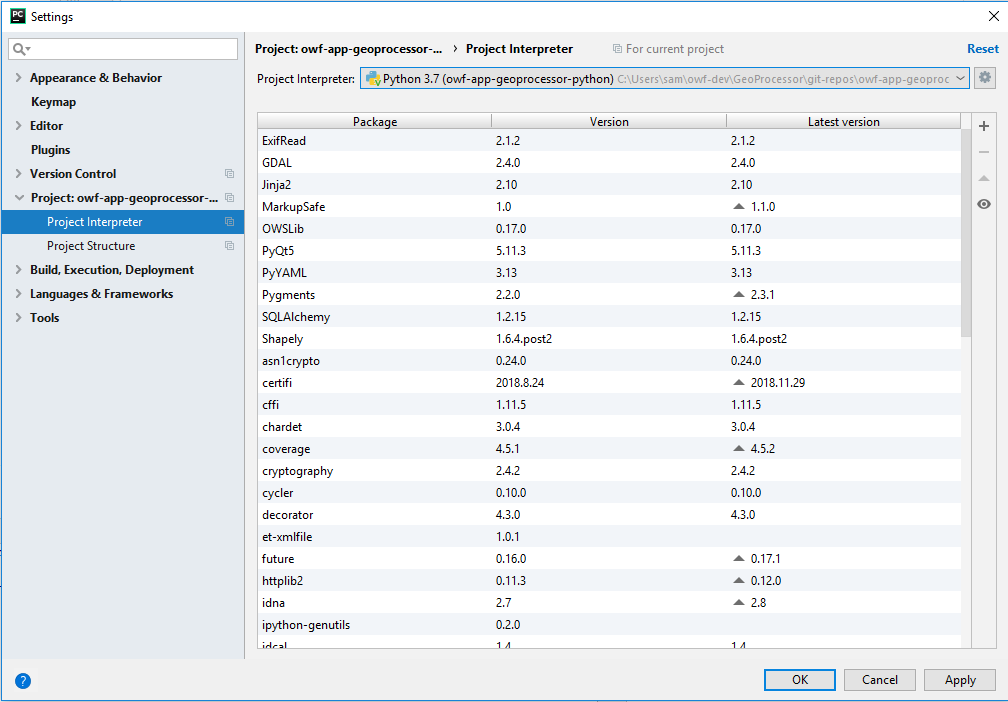 PC Settings
Project: owf-app-geoprocessor-... › Project Interpreter For current project Reset
Project Interpreter: Python 3.7 (owf-app-geoprocessor-python) C:\Users\sam\owf-dev\GeoProcessor\git-repos\owf-app-geoproc
Appearance & Behavior
Keymap
Editor
Plugins
Version Control
Project: owf-app-geoprocessor-...
Project Interpreter
Project Structure
Build, Execution, Deployment
Languages & Frameworks
Tools
Package Version Latest version
ExifRead 2.1.2 2.1.2
GDAL 2.4.0 2.4.0
Jinja2 2.10 2.10
MarkupSafe 1.0 1.1.0
OWSLib 0.17.0 0.17.0
PyQt5 5.11.3 5.11.3
PyYAML 3.13 3.13
Pygments 2.2.0 2.3.1
SQLAlchemy 1.2.15 1.2.15
Shapely 1.6.4.post2 1.6.4.post2
asn1crypto 0.24.0 0.24.0
certifi 2018.8.24 2018.11.29
cffi 1.11.5 1.11.5
chardet 3.0.4 3.0.4
coverage 4.5.1 4.5.2
cryptography 2.4.2 2.4.2
cycler 0.10.0 0.10.0
decorator 4.3.0 4.3.0
et-xmlfile 1.0.1
future 0.16.0 0.17.1
httplib2 0.11.3 0.12.0
idna 2.7 2.8
ipython-genutils 0.2.0
jdcal 1.4 1.4
? OK Cancel Apply